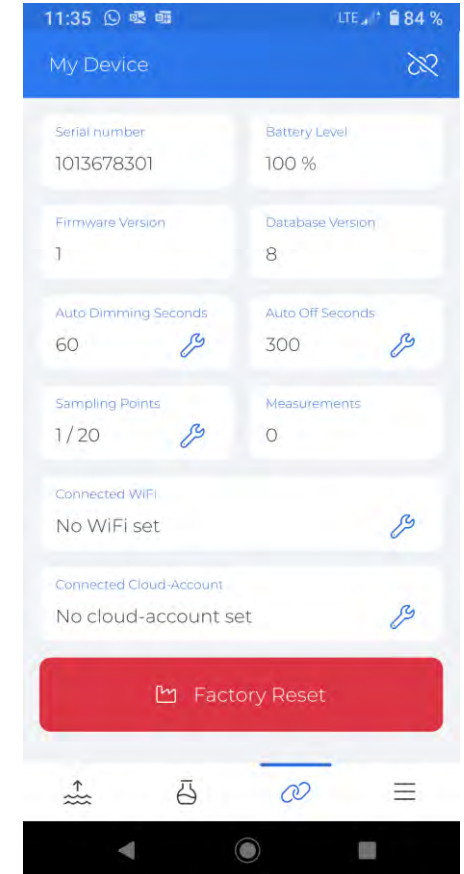 11:35 LTE 84 %
My Device
Serial number Battery Level
1013678301 100 %
Firmware Version Database Version
1 8
Auto Dimming Seconds Auto Off Seconds
60 300
Sampling Points Measurements
1 / 20 0
Connected WiFi
No WiFi set
Connected Cloud-Account
No cloud-account set
Factory Reset